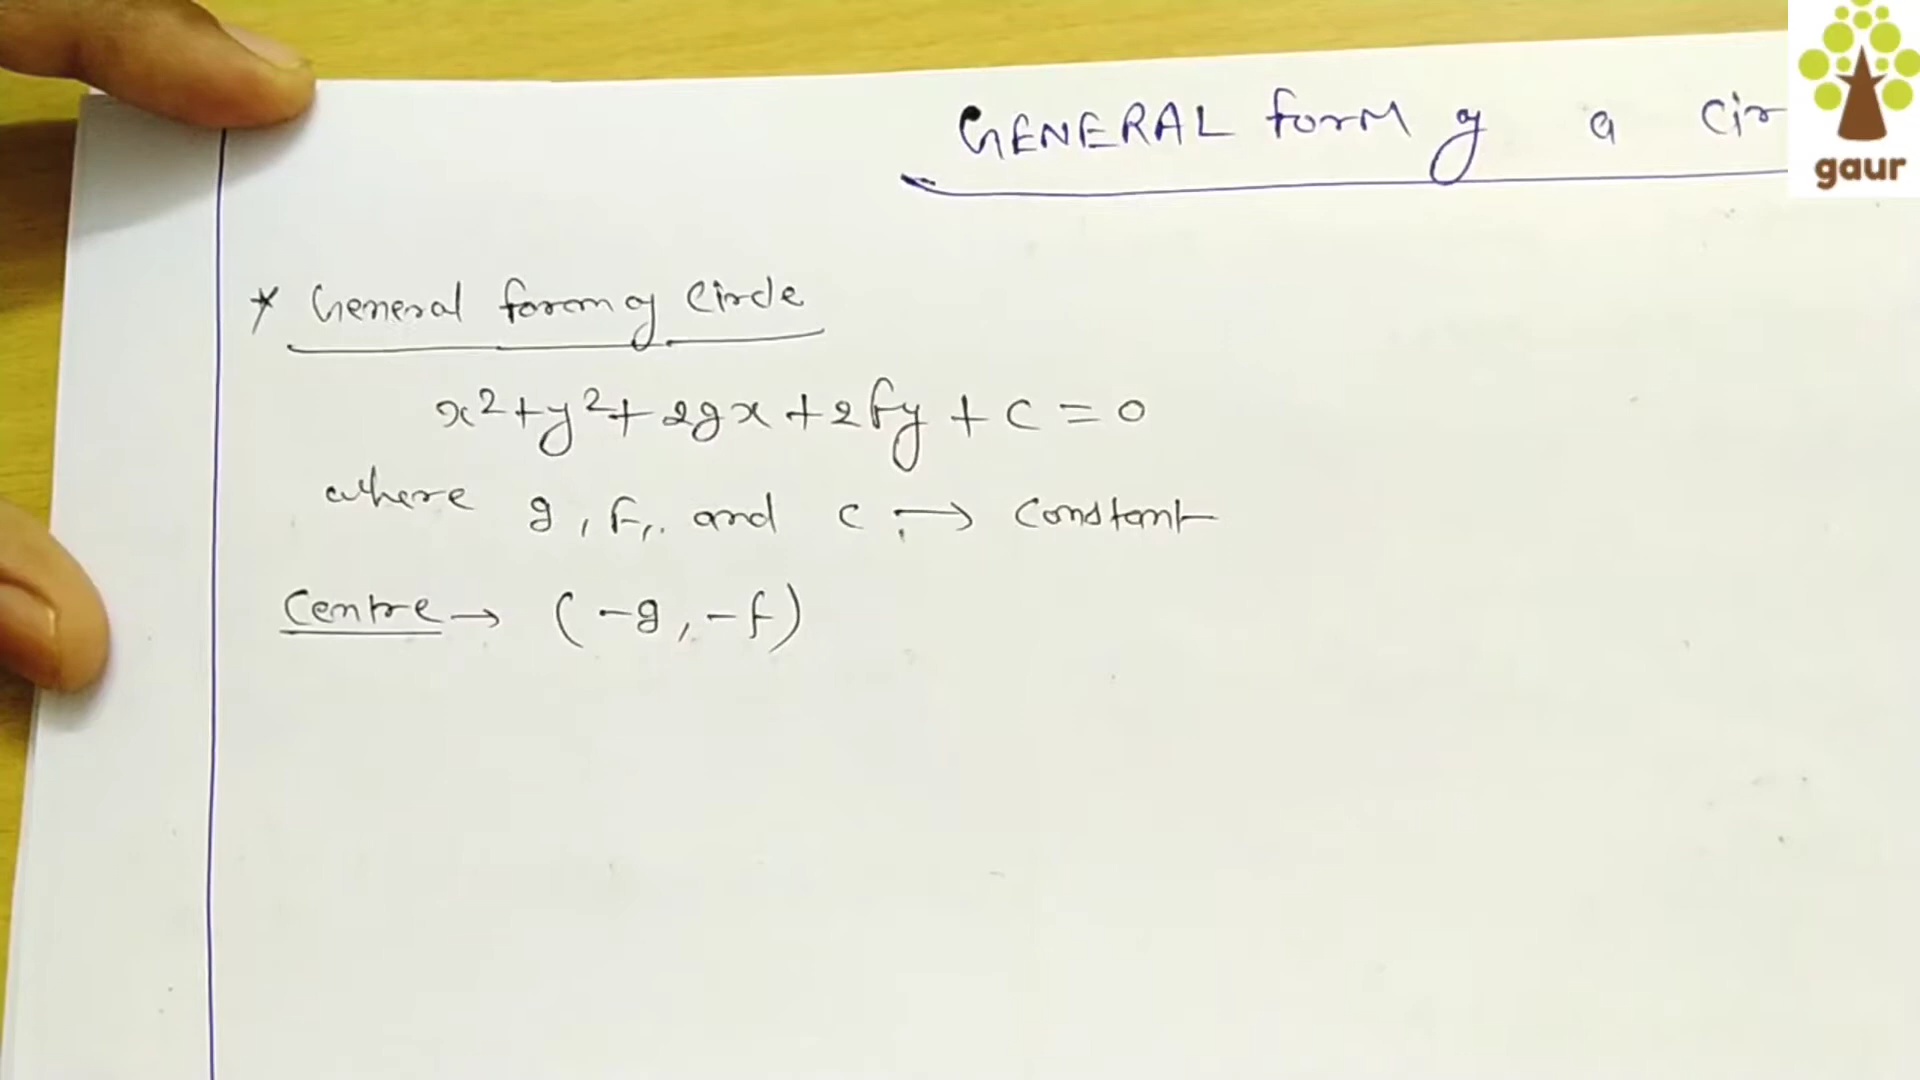 GENERAL form of a Cir
gaur
* General form of Circle
x²+y²+2gx+2fy+c=0
where g, f, and c → Constant
Centre → (-g, -f)